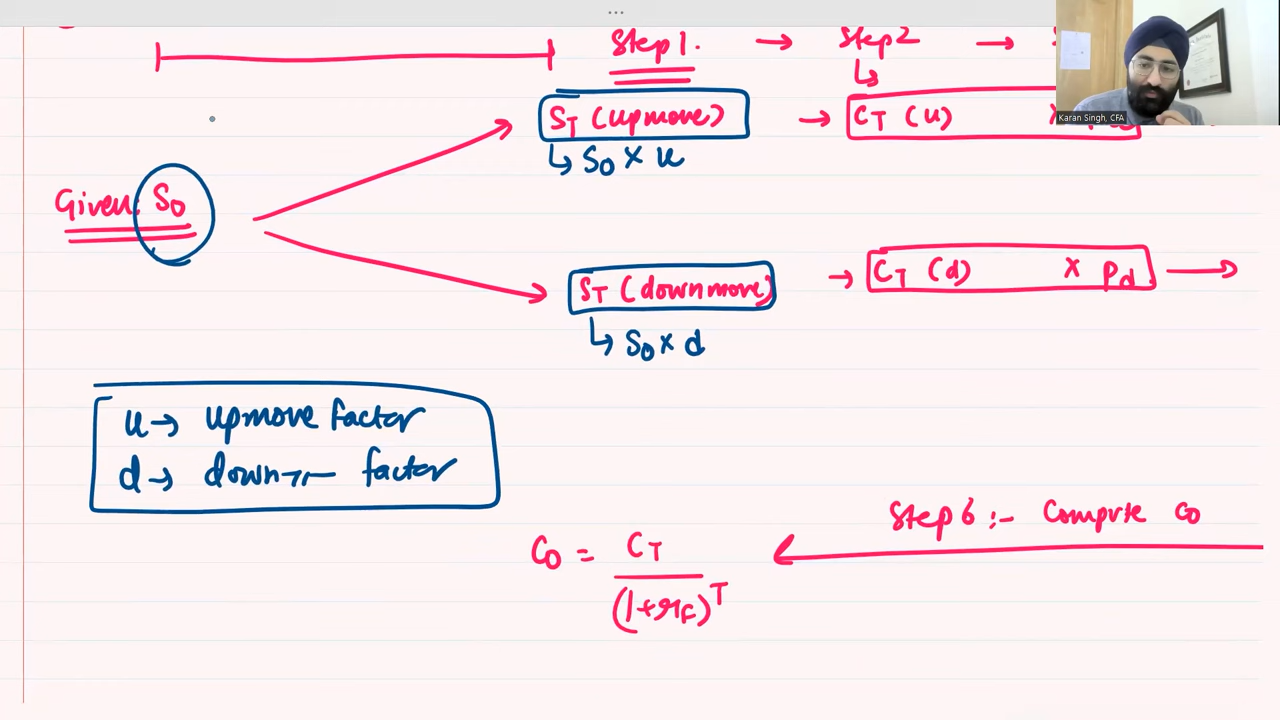 Step 1. → Step 2 →
ST (upmove) → CT (u) ×
↳ S0 × u
Karan Singh, CFA
Given S0
ST (downmove) → CT (d) × Pd →
↳ S0 × d
u → upmove factor
d → down factor
Step 6 :- Compute C0
C0 = CT
(1+rf)^T